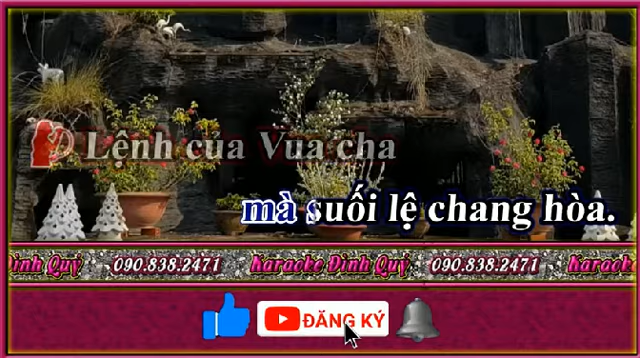 Lệnh của Vua cha
mà suối lệ chang hòa.
Đình Quý 090.838.2471 Karaoke Đình Quý 090.838.2471 Karaoke
ĐĂNG KÝ